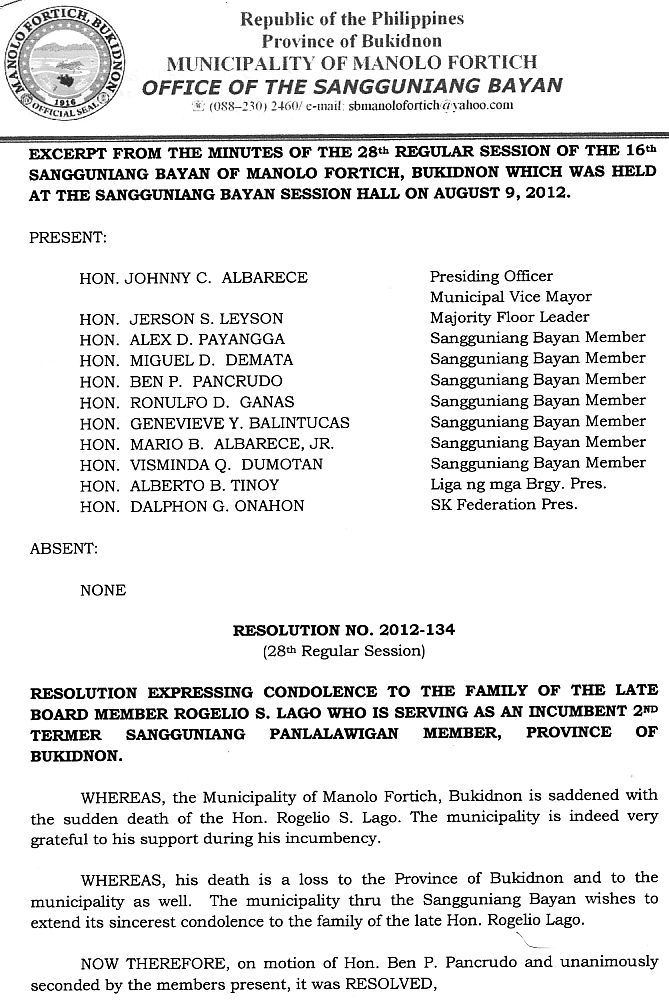 MANOLO FORTICH, BUKIDNON
1916
OFFICIAL SEAL
Republic of the Philippines
Province of Bukidnon
MUNICIPALITY OF MANOLO FORTICH
OFFICE OF THE SANGGUNIANG BAYAN
☏ (088–230) 2460/ e-mail: sbmanolofortich@yahoo.com
EXCERPT FROM THE MINUTES OF THE 28th REGULAR SESSION OF THE 16th
SANGGUNIANG BAYAN OF MANOLO FORTICH, BUKIDNON WHICH WAS HELD
AT THE SANGGUNIANG BAYAN SESSION HALL ON AUGUST 9, 2012.
PRESENT:
HON. JOHNNY C. ALBARECE Presiding Officer
Municipal Vice Mayor
HON. JERSON S. LEYSON Majority Floor Leader
HON. ALEX D. PAYANGGA Sangguniang Bayan Member
HON. MIGUEL D. DEMATA Sangguniang Bayan Member
HON. BEN P. PANCRUDO Sangguniang Bayan Member
HON. RONULFO D. GANAS Sangguniang Bayan Member
HON. GENEVIEVE Y. BALINTUCAS Sangguniang Bayan Member
HON. MARIO B. ALBARECE, JR. Sangguniang Bayan Member
HON. VISMINDA Q. DUMOTAN Sangguniang Bayan Member
HON. ALBERTO B. TINOY Liga ng mga Brgy. Pres.
HON. DALPHON G. ONAHON SK Federation Pres.
ABSENT:
NONE
RESOLUTION NO. 2012-134
(28th Regular Session)
RESOLUTION EXPRESSING CONDOLENCE TO THE FAMILY OF THE LATE
BOARD MEMBER ROGELIO S. LAGO WHO IS SERVING AS AN INCUMBENT 2ND
TERMER SANGGUNIANG PANLALAWIGAN MEMBER, PROVINCE OF
BUKIDNON.
WHEREAS, the Municipality of Manolo Fortich, Bukidnon is saddened with
the sudden death of the Hon. Rogelio S. Lago. The municipality is indeed very
grateful to his support during his incumbency.
WHEREAS, his death is a loss to the Province of Bukidnon and to the
municipality as well. The municipality thru the Sangguniang Bayan wishes to
extend its sincerest condolence to the family of the late Hon. Rogelio Lago.
NOW THEREFORE, on motion of Hon. Ben P. Pancrudo and unanimously
seconded by the members present, it was RESOLVED,